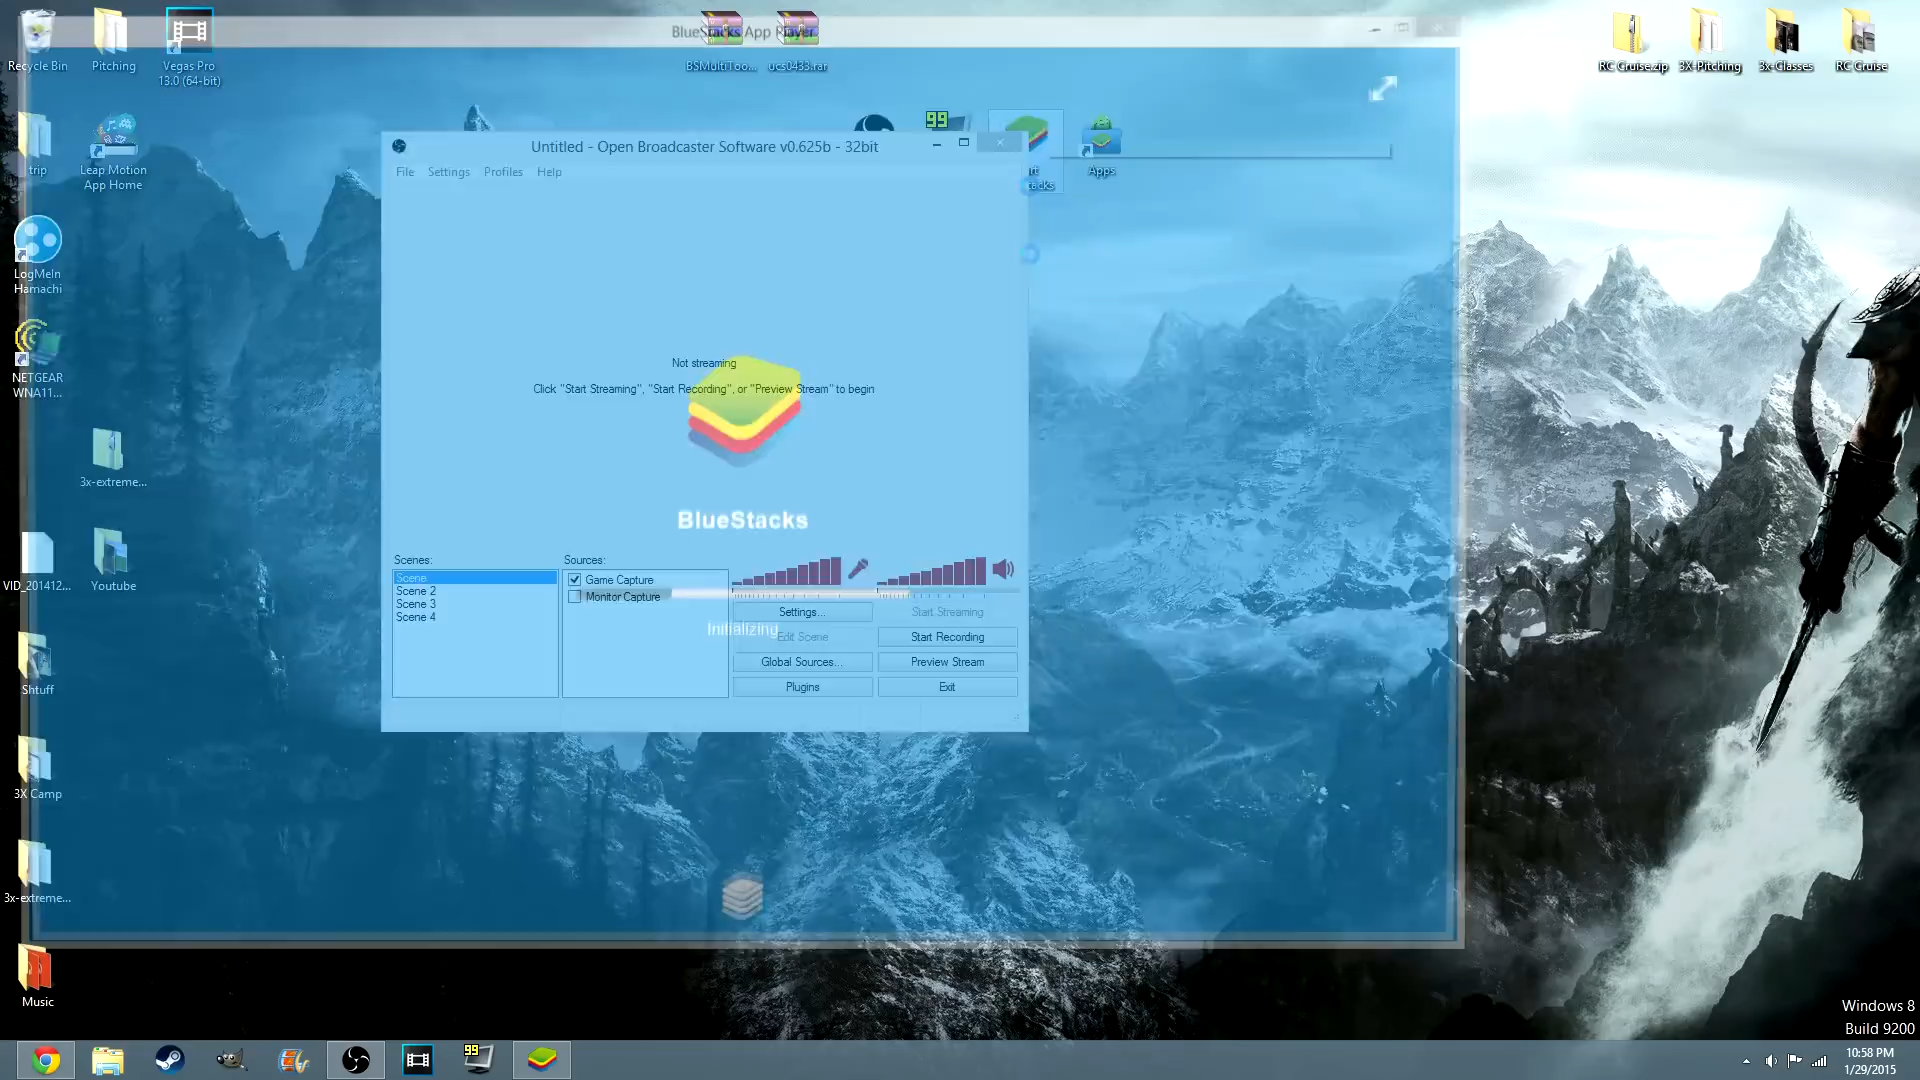 BlueStacks App Player
Recycle Bin
Pitching
Vegas Pro
13.0 (64-bit)
BSMultiToo...
ucs0433.rar
RC Cruise.zip
3X-Pitching
3x-Classes
RC Cruise
Untitled - Open Broadcaster Software v0.625b - 32bit
File Settings Profiles Help
99
Apps
trip
Leap Motion
App Home
LogMeIn
Hamachi
NETGEAR
WNA11...
Not streaming
Click "Start Streaming", "Start Recording", or "Preview Stream" to begin
3x-extreme...
BlueStacks
Scenes:
Scene
Scene 2
Scene 3
Scene 4
Sources:
Game Capture
Monitor Capture
Initializing
Settings...
Start Streaming
Edit Scene
Start Recording
Global Sources...
Preview Stream
Plugins
Exit
VID_201412...
Youtube
Shtuff
3X Camp
3x-extreme...
Music
Windows 8
Build 9200
99
10:58 PM
1/29/2015